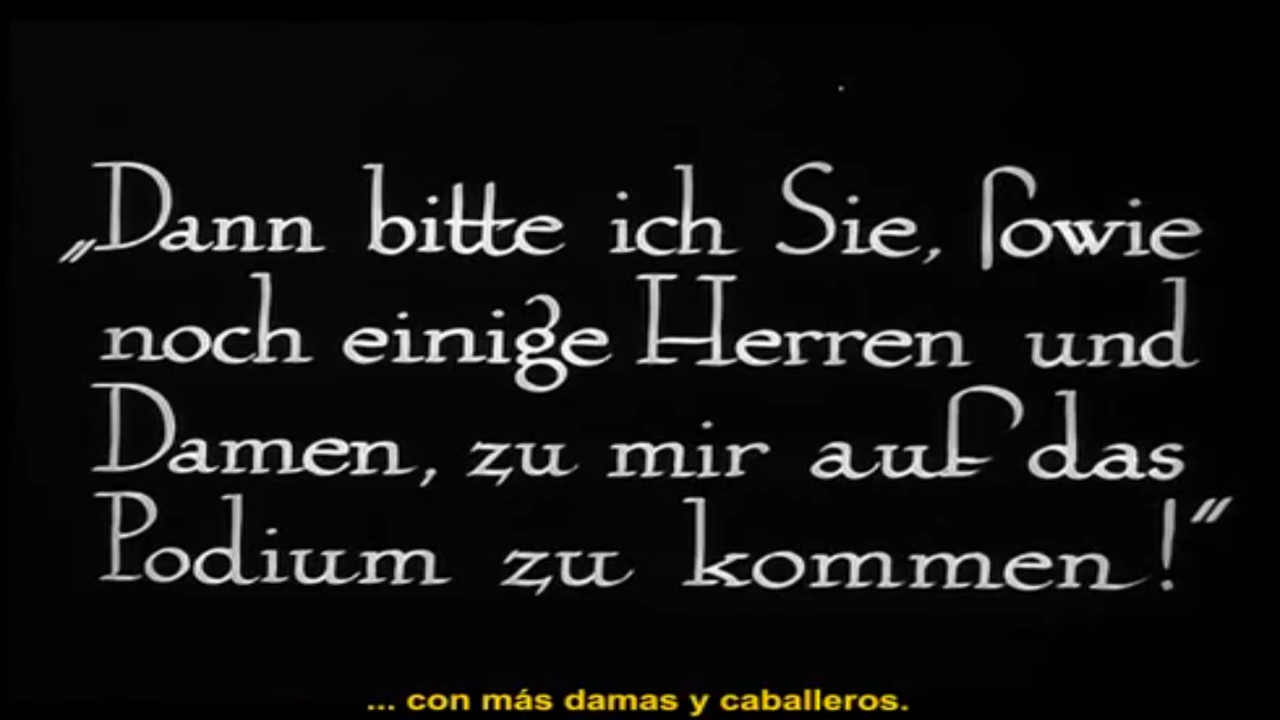 „Dann bitte ich Sie, ſowie
noch einige Herren und
Damen, zu mir auf das
Podium zu kommen!“
... con más damas y caballeros.